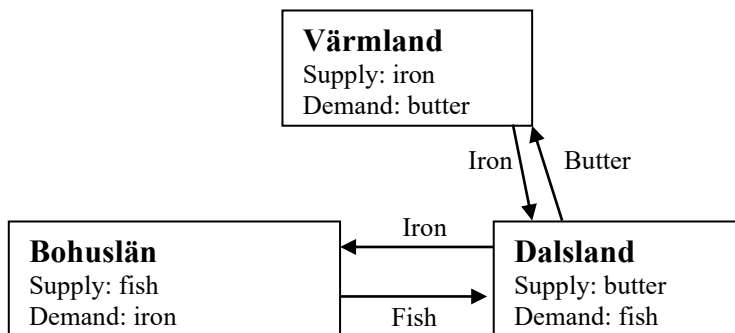 Värmland
Supply: iron
Demand: butter
Iron
Butter
Iron
Bohuslän
Supply: fish
Demand: iron
Fish
Dalsland
Supply: butter
Demand: fish